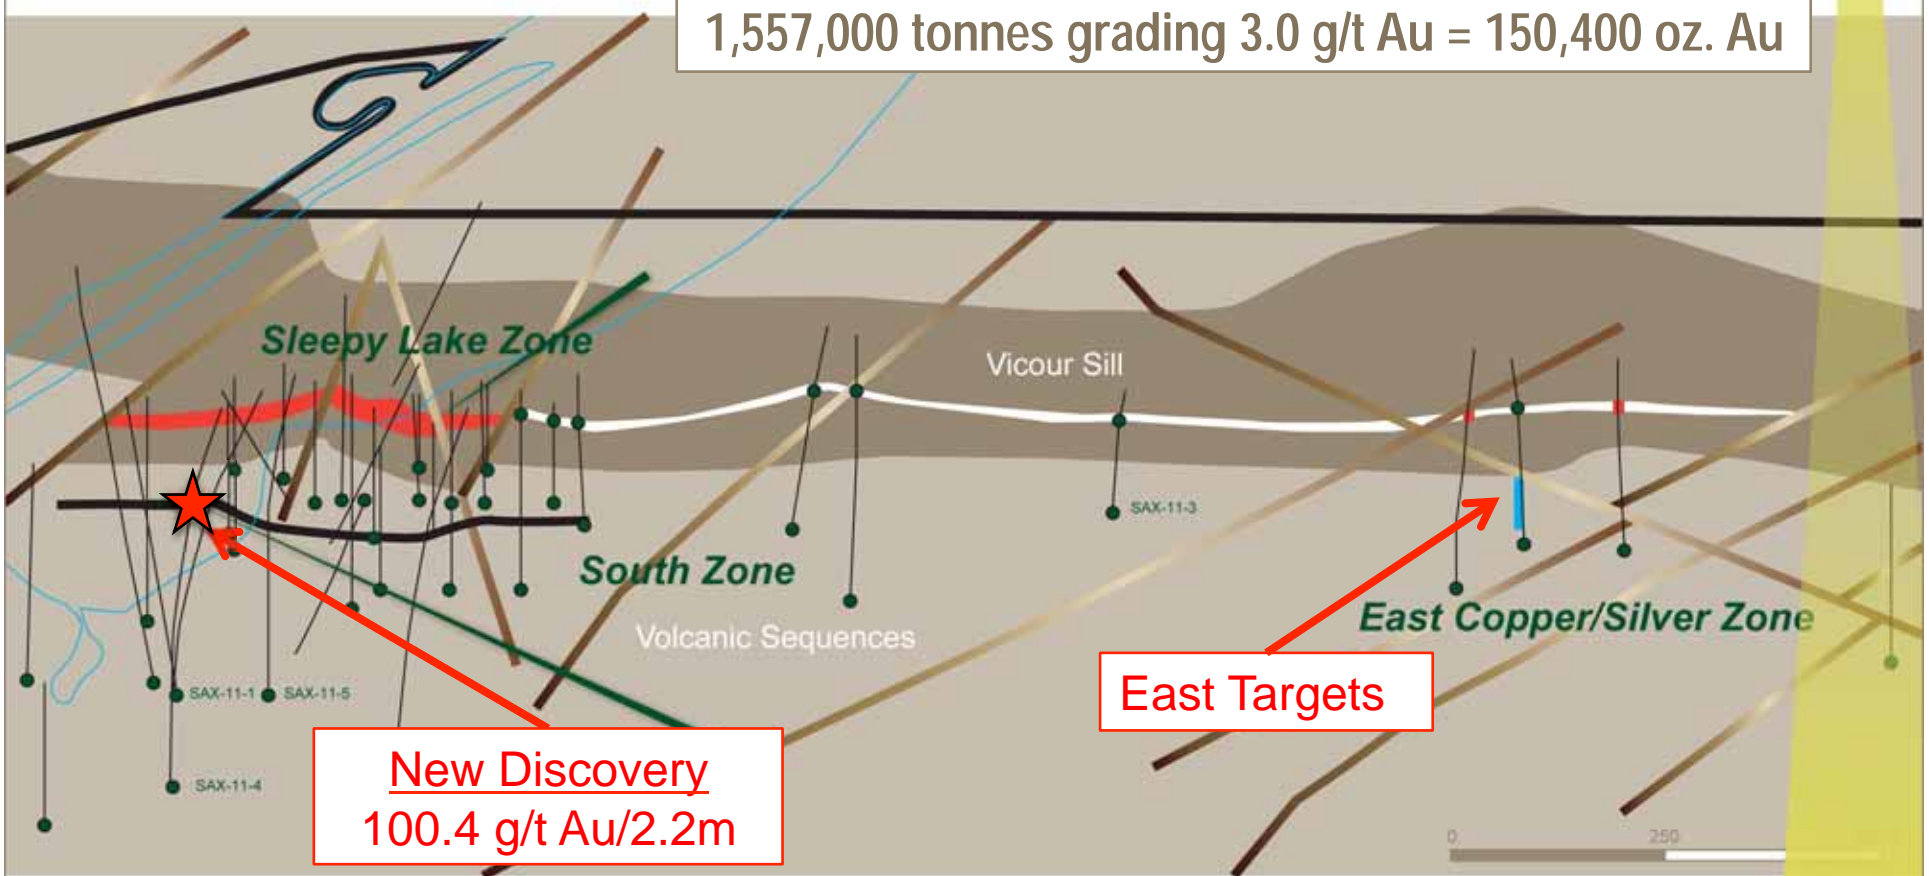 1,557,000 tonnes grading 3.0 g/t Au = 150,400 oz. Au
Sleepy Lake Zone
Vicour Sill
SAX-11-3
South Zone
East Copper/Silver Zone
Volcanic Sequences
SAX-11-1
SAX-11-5
East Targets
New Discovery
100.4 g/t Au/2.2m
SAX-11-4
0
250